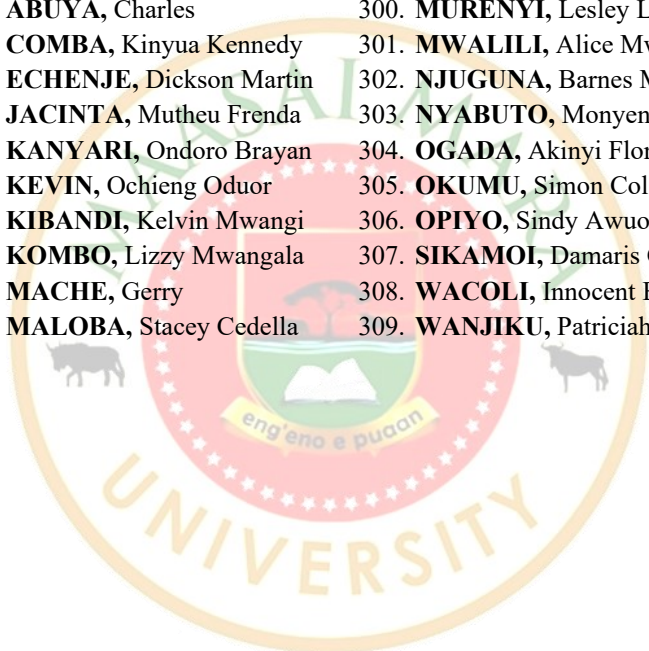 ABUYA, Charles
COMBA, Kinyua Kennedy
ECHENJE, Dickson Martin
JACINTA, Mutheu Frenda
KANYARI, Ondoro Brayan
KEVIN, Ochieng Oduor
KIBANDI, Kelvin Mwangi
KOMBO, Lizzy Mwangala
MACHE, Gerry
MALOBA, Stacey Cedella
300. MURENYI, Lesley
301. MWALILI, Alice
302. NJUGUNA, Barnes
303. NYABUTO,
304. OGADA, Akinyi
305. OKUMU, Simon
306. OPIYO, Sindy
307. SIKAMOI, Damaris
308. WACOLI, Innocent
309. WANJIKU, Patriciah
MAASAI MARA
eng'eno e puaan
UNIVERSITY